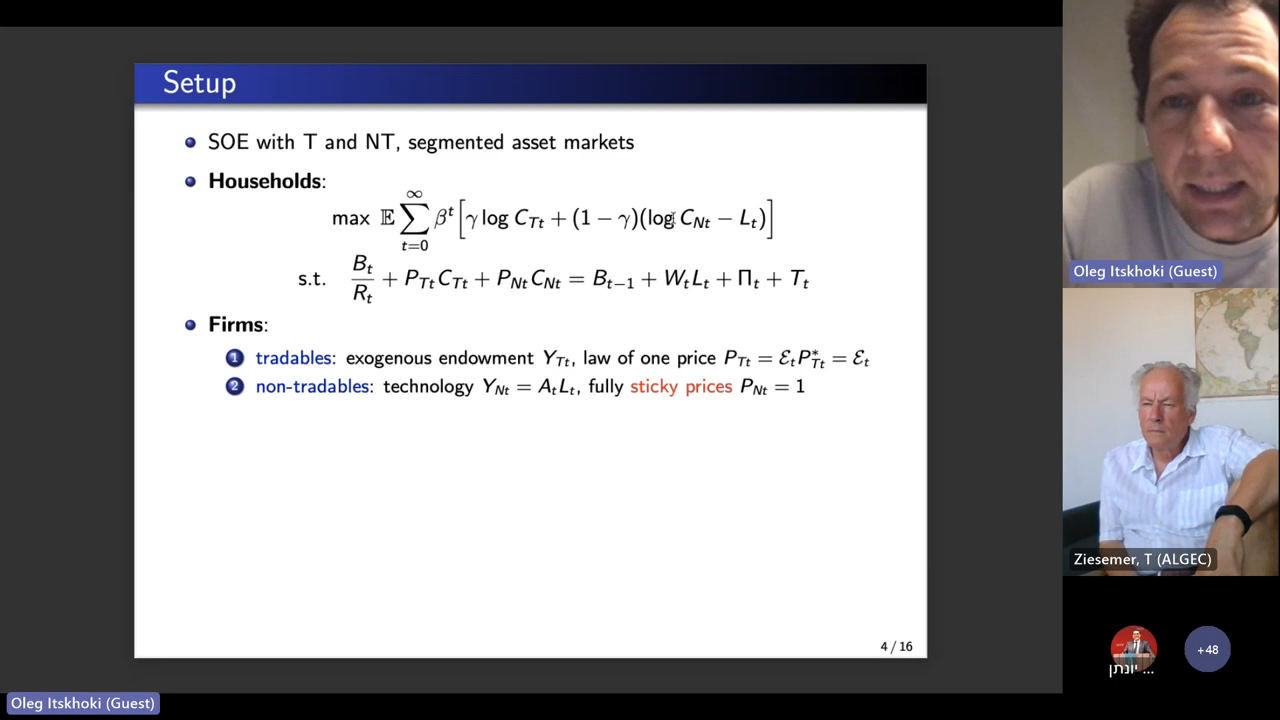 Setup
SOE with T and NT, segmented asset markets
Households:
max 𝔼 ∑_{t=0}^{∞} β^t [γ log C_{Tt} + (1 − γ)(log C_{Nt} − L_t)]
s.t. B_t/R_t + P_{Tt}C_{Tt} + P_{Nt}C_{Nt} = B_{t−1} + W_tL_t + Π_t + T_t
Firms:
1 tradables: exogenous endowment Y_{Tt}, law of one price P_{Tt} = ℰ_tP*_{Tt} = ℰ_t
2 non-tradables: technology Y_{Nt} = A_tL_t, fully sticky prices P_{Nt} = 1
4 / 16
Oleg Itskhoki (Guest)
Ziesemer, T (ALGEC)
יונתן ...
+48
Oleg Itskhoki (Guest)